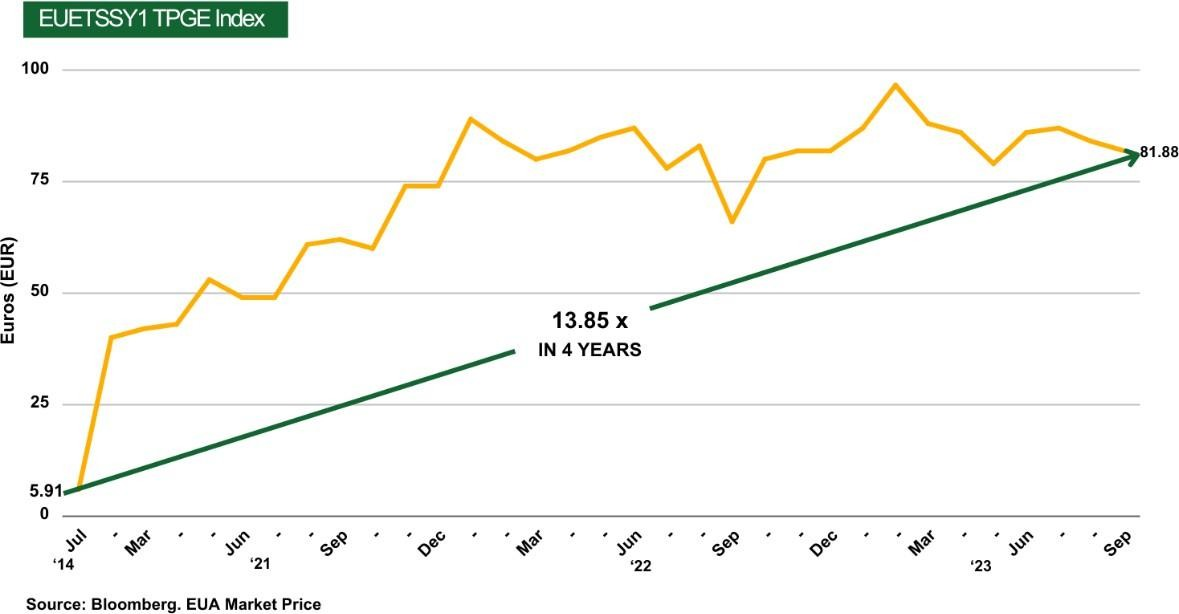 EUETSSY1 TPGE Index
100
75
50
25
5.91
0
Euros (EUR)
81.88
13.85 x
IN 4 YEARS
Jul - Mar - - Jun - - Sep - - Dec - - Mar - - Jun - - Sep - - Dec - - Mar - - Jun - - Sep
‘14 ‘21 ‘22 ‘23
Source: Bloomberg. EUA Market Price